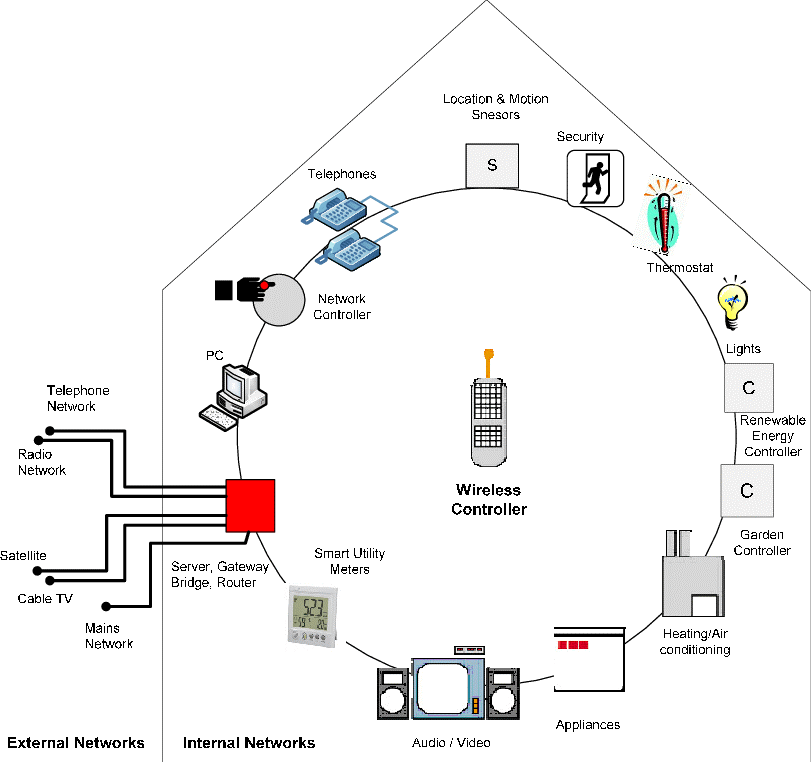 Location & Motion
Snesors
S
Security
Telephones
Thermostat
Network
Controller
Lights
PC
C
Renewable
Energy
Controller
Telephone
Network
Radio
Network
Wireless
Controller
C
Garden
Controller
Satellite
Cable TV
Mains
Network
Server, Gateway
Bridge, Router
Smart Utility
Meters
523
Heating/Air
conditioning
Appliances
Audio / Video
External Networks
Internal Networks